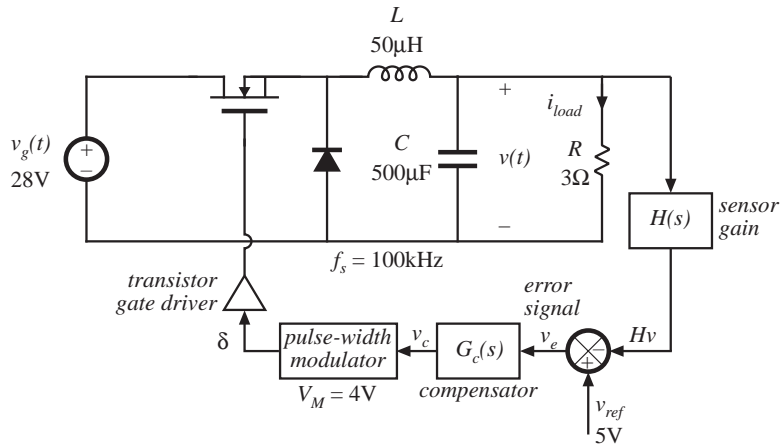 L
50µH
+
i_load
v_g(t)
28V
+
−
C
500µF
v(t)
R
3Ω
−
H(s)
sensor
gain
f_s = 100kHz
transistor
gate driver
error
signal
δ
pulse-width
modulator
v_c
G_c(s)
v_e
−
+
Hv
V_M = 4V
compensator
v_ref
5V